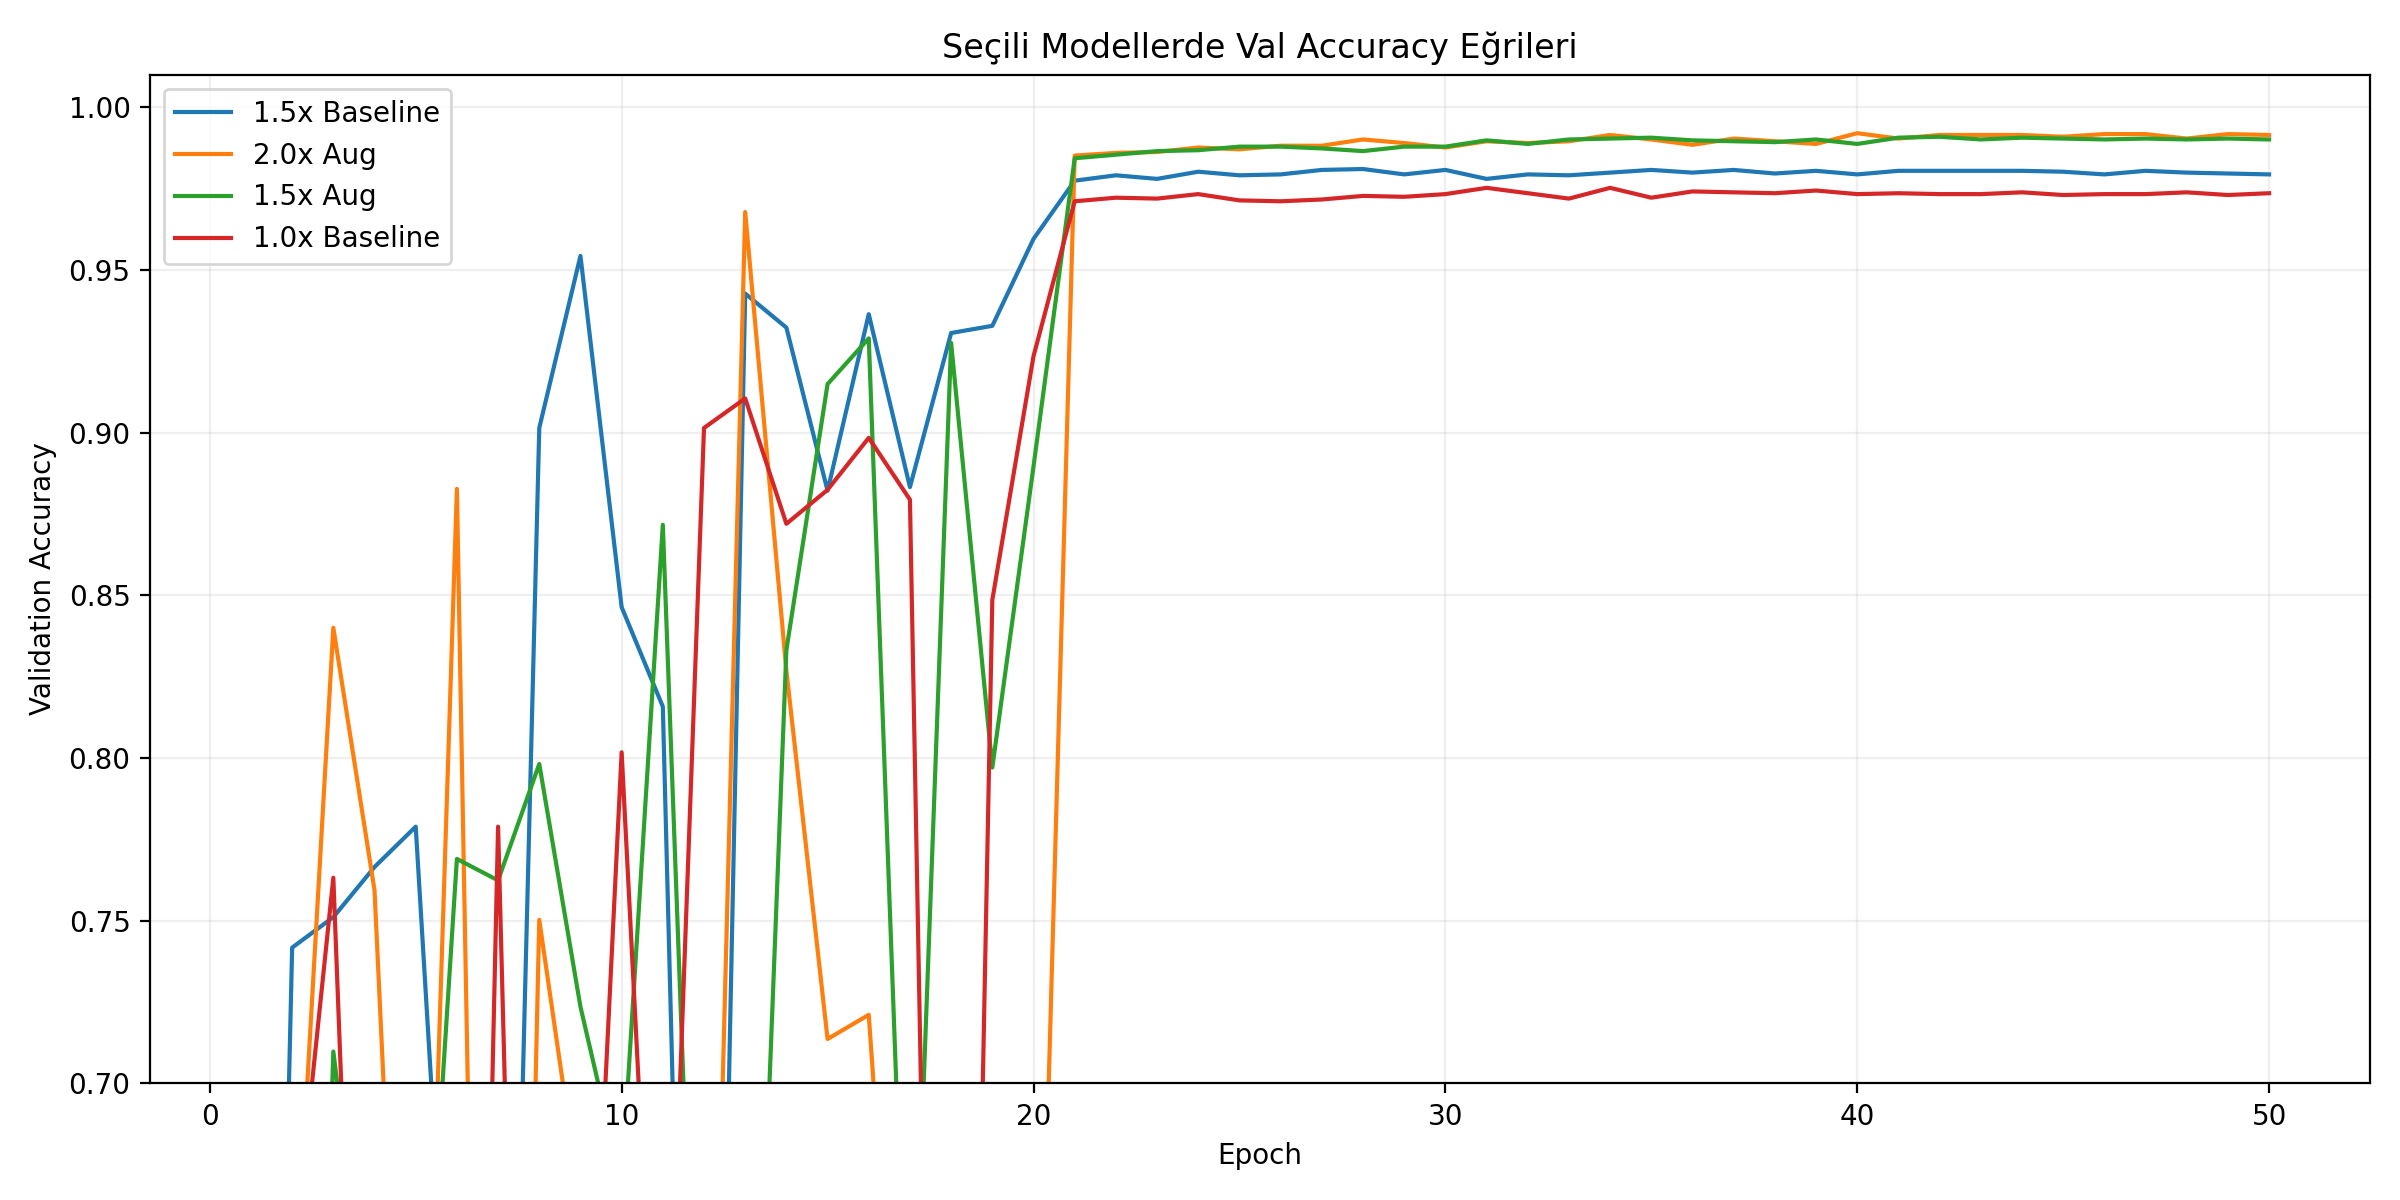 Seçili Modellerde Val Accuracy Eğrileri
1.5x Baseline
2.0x Aug
1.5x Aug
1.0x Baseline
Validation Accuracy
1.00
0.95
0.90
0.85
0.80
0.75
0.70
0
10
20
30
40
50
Epoch